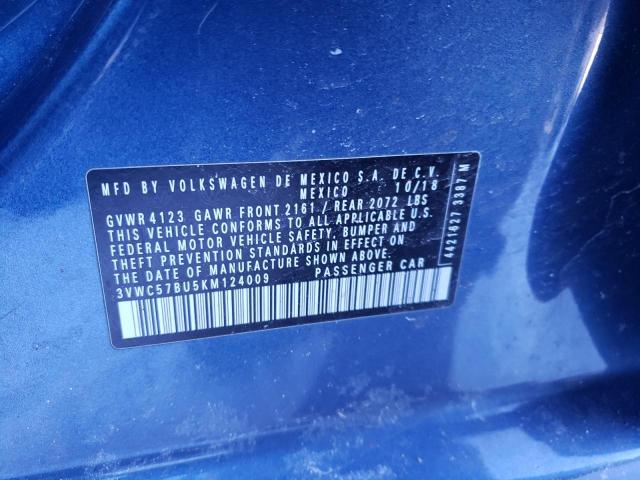 MFD BY VOLKSWAGEN DE MEXICO S.A. DE C.V.
MEXICO 10/18
GVWR 4123 GAWR FRONT 2161 / REAR 2072 LBS
THIS VEHICLE CONFORMS TO ALL APPLICABLE U.S.
FEDERAL MOTOR VEHICLE SAFETY, BUMPER AND
THEFT PREVENTION STANDARDS IN EFFECT ON
THE DATE OF MANUFACTURE SHOWN ABOVE.
3VWC57BU5KM124009 PASSENGER CAR
4421627 3387 M